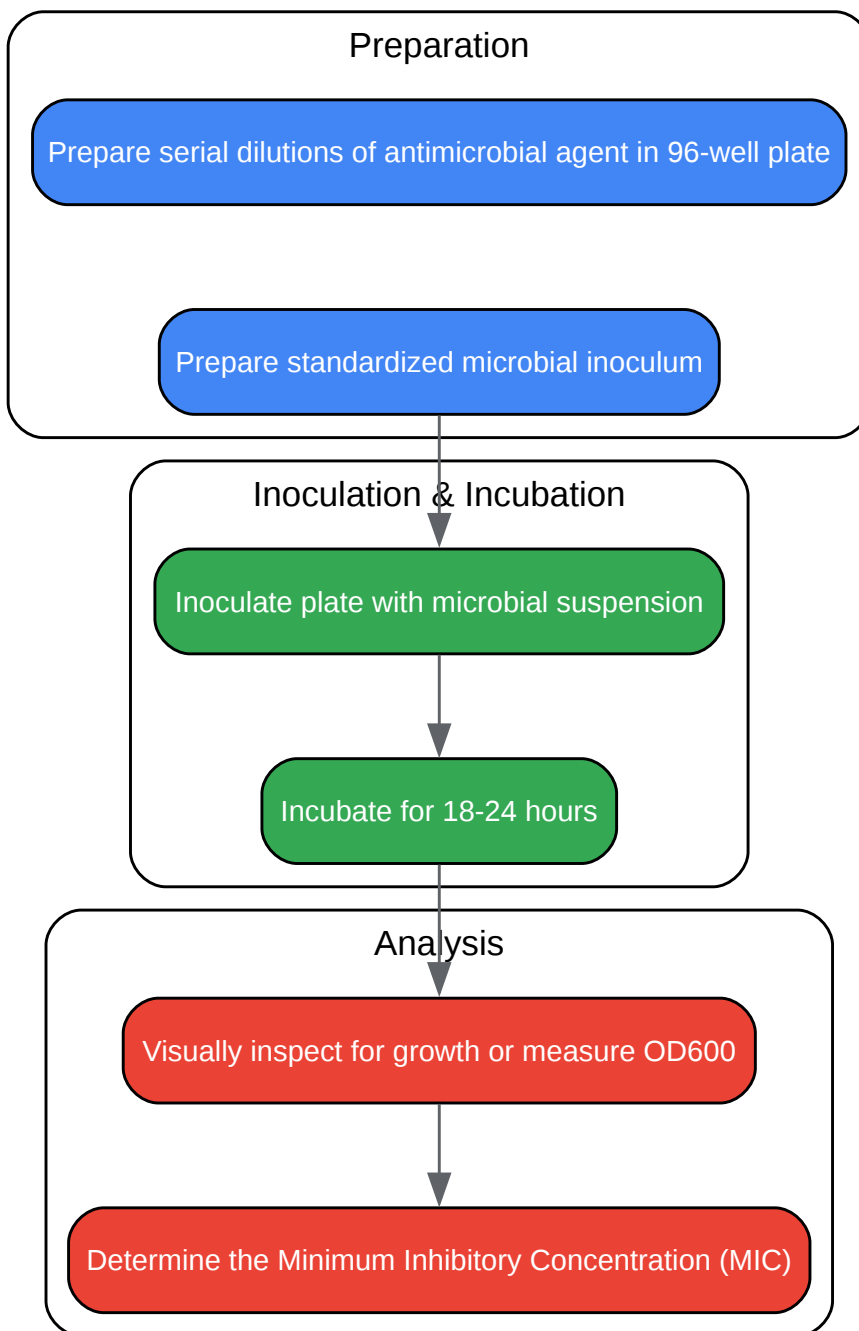 Preparation
Prepare serial dilutions of antimicrobial agent in 96-well plate
Prepare standardized microbial inoculum
Inoculation & Incubation
Inoculate plate with microbial suspension
Incubate for 18-24 hours
Analysis
Visually inspect for growth or measure OD600
Determine the Minimum Inhibitory Concentration (MIC)